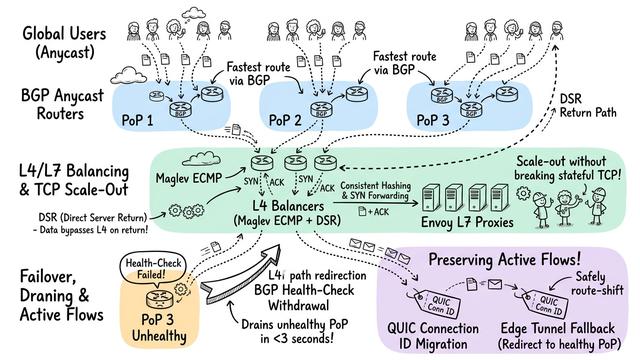 Global Users
(Anycast)
Fastest route
via BGP
Fastest route
via BGP
BGP Anycast
Routers
BGP
PoP 1
BGP
PoP 2
BGP
PoP 3
DSR
Return Path
L4/L7 Balancing
& TCP Scale-Out
Maglev ECMP
SYN
ACK
SYN
ACK
Consistent Hashing
& SYN Forwarding
+ACK
Scale-out without
breaking stateful TCP!
DSR (Direct Server Return)
- Data bypasses L4 on return!
L4 Balancers
(Maglev ECMP + DSR)
Envoy L7 Proxies
Failover,
Draning &
Active Flows
Health-Check
Failed!
PoP 3
Unhealthy
path redirection
BGP Health-Check
Withdrawal
Drains unhealthy PoP
in <3 seconds!
Preserving Active Flows!
QUIC
Conn ID
QUIC
Conn ID
Safely
route-shift
QUIC Connection
ID Migration
Edge Tunnel Fallback
(Redirect to healthy PoP)